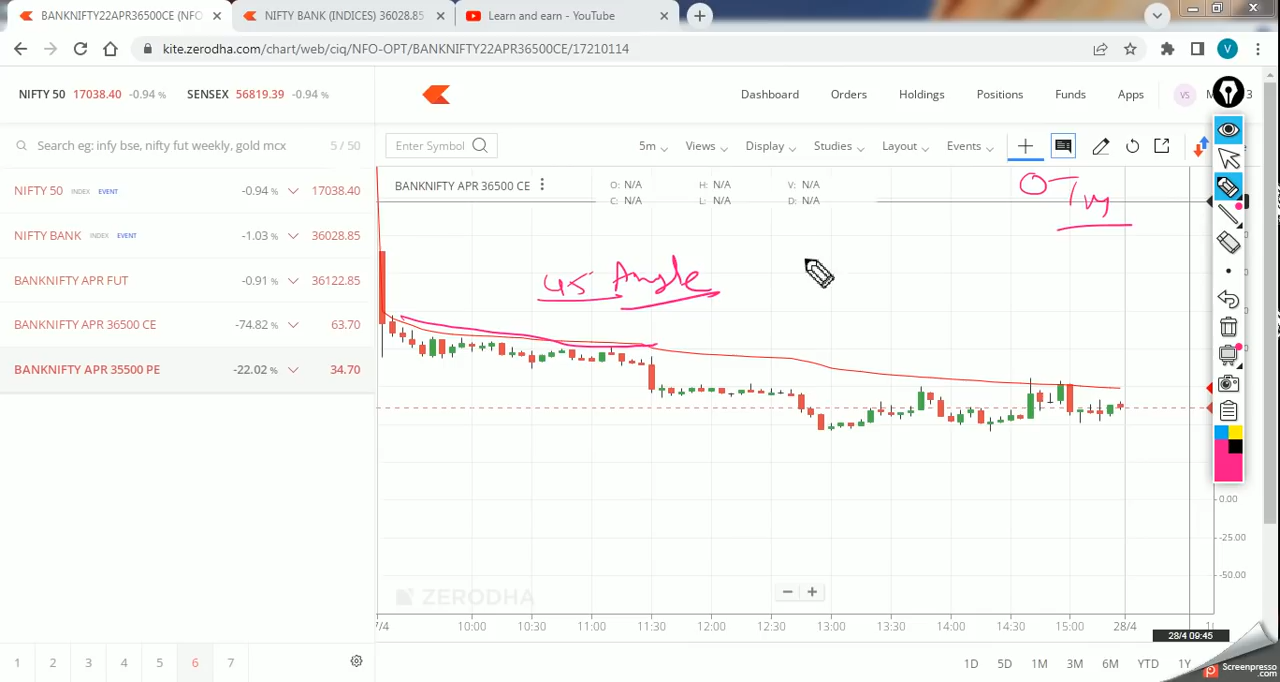 BANKNIFTY22APR36500CE (NFO
NIFTY BANK (INDICES) 36028.85
Learn and earn - YouTube
kite.zerodha.com/chart/web/ciq/NFO-OPT/BANKNIFTY22APR36500CE/17210114
V
NIFTY 50 17038.40 -0.94 %
SENSEX 56819.39 -0.94 %
Dashboard
Orders
Holdings
Positions
Funds
Apps
VS
3
Search eg: infy bse, nifty fut weekly, gold mcx
5 / 50
Enter Symbol
5m
Views
Display
Studies
Layout
Events
NIFTY 50 INDEX EVENT -0.94 % 17038.40
NIFTY BANK INDEX EVENT -1.03 % 36028.85
BANKNIFTY APR FUT -0.91 % 36122.85
BANKNIFTY APR 36500 CE -74.82 % 63.70
BANKNIFTY APR 35500 PE -22.02 % 34.70
BANKNIFTY APR 36500 CE
O: N/A H: N/A V: N/A
C: N/A L: N/A D: N/A
45 Angle
0.00
-25.00
-50.00
ZERODHA
7/4 10:00 10:30 11:00 11:30 12:00 12:30 13:00 13:30 14:00 14:30 15:00 28/4
28/4 09:45
1 2 3 4 5 6 7
1D 5D 1M 3M 6M YTD 1Y
Screenpresso
.com